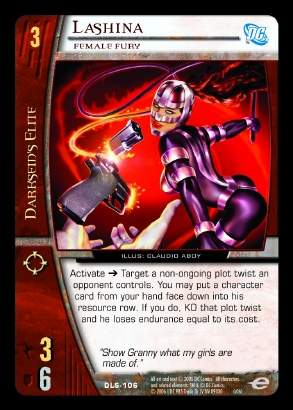 3
LASHINA
FEMALE FURY
DC
DARKSEID'S ELITE
ILLUS: CLAUDIO ABOY
Activate ➔ Target a non-ongoing plot twist an
opponent controls. You may put a character
card from your hand face down into his
resource row. If you do, KO that plot twist
and he loses endurance equal to its cost.
"Show Granny what my girls are
made of."
3
6
DLS-106